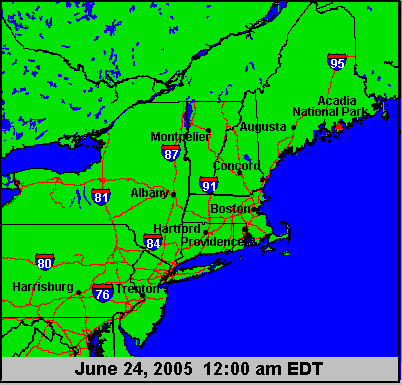 95
Acadia
National Park
Augusta
Montpelier
87
Concord
91
81
Albany
Boston
Hartford
84
Providence
80
Harrisburg
76
Trenton
June 24, 2005 12:00 am EDT